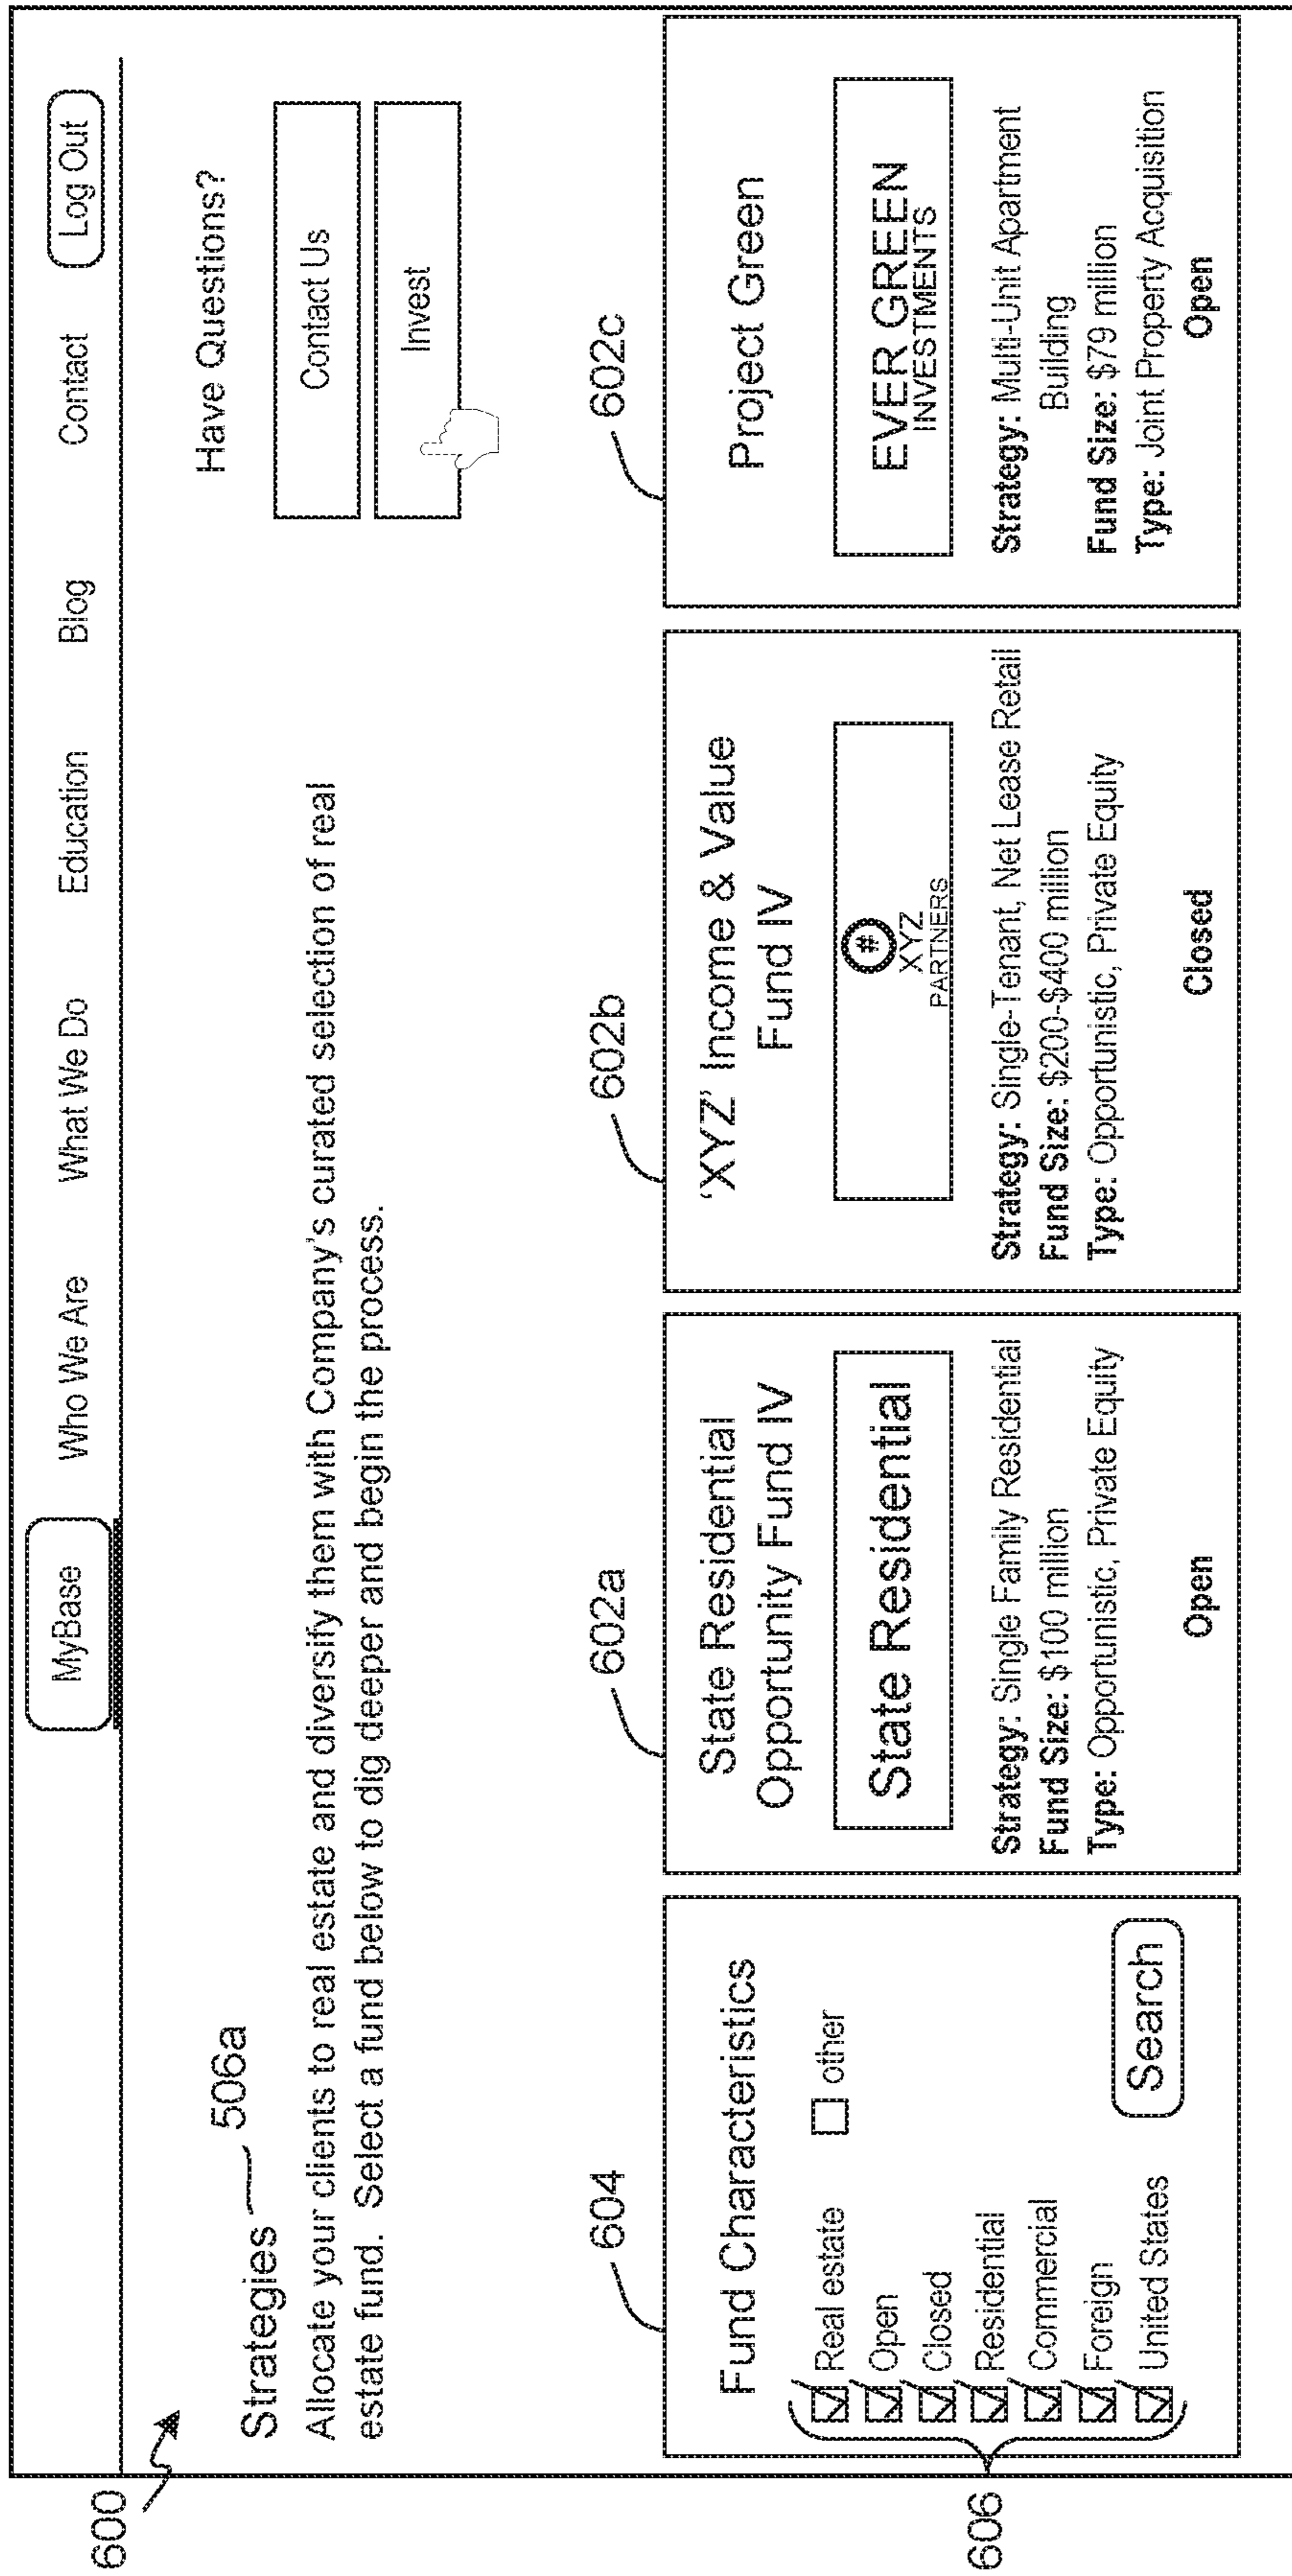 600
MyBase
Who We Are
What We Do
Education
Blog
Contact
Log Out
Strategies
506a
Allocate your clients to real estate and diversify them with Company's curated selection of real
estate fund. Select a fund below to dig deeper and begin the process.
Have Questions?
Contact Us
Invest
604
Fund Characteristics
Real estate
other
Open
Closed
Residential
Commercial
Foreign
United States
Search
606
602a
State Residential
Opportunity Fund IV
State Residential
Strategy: Single Family Residential
Fund Size: $100 million
Type: Opportunistic, Private Equity
Open
602b
'XYZ' Income & Value
Fund IV
#
XYZ
PARTNERS
Strategy: Single-Tenant, Net Lease Retail
Fund Size: $200-$400 million
Type: Opportunistic, Private Equity
Closed
602c
Project Green
EVER GREEN
INVESTMENTS
Strategy: Multi-Unit Apartment
Building
Fund Size: $79 million
Type: Joint Property Acquisition
Open